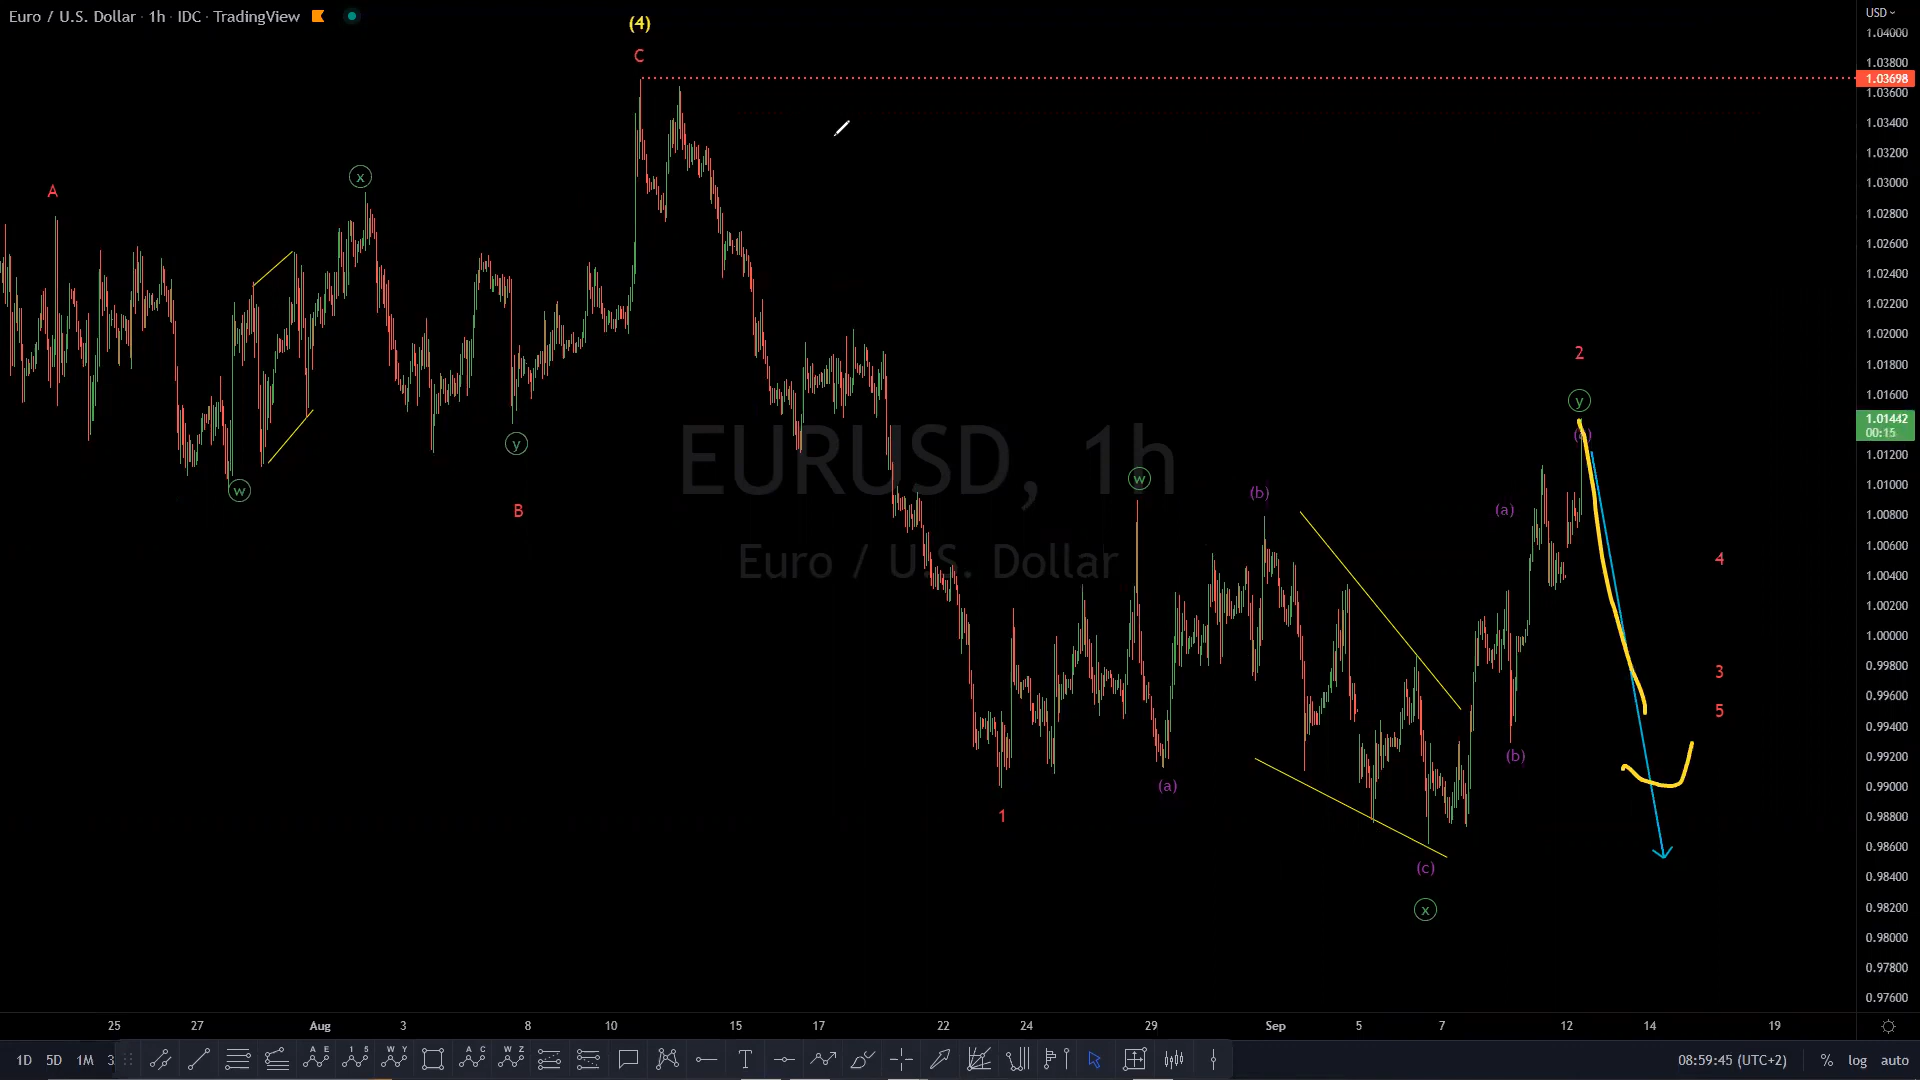 Euro / U.S. Dollar · 1h · IDC · TradingView
USD
(4)
C
A
x
w
y
B
EURUSD, 1h
Euro / U.S. Dollar
1
w
(a)
(b)
(c)
x
(a)
(b)
2
y
4
3
5
1.04000
1.03800
1.03698
1.03600
1.03400
1.03200
1.03000
1.02800
1.02600
1.02400
1.02200
1.02000
1.01800
1.01600
1.01442
00:15
1.01200
1.01000
1.00800
1.00600
1.00400
1.00200
1.00000
0.99800
0.99600
0.99400
0.99200
0.99000
0.98800
0.98600
0.98400
0.98200
0.98000
0.97800
0.97600
25 27 Aug 3 8 10 15 17 22 24 29 Sep 5 7 12 14 19
1D 5D 1M 3 08:59:45 (UTC+2) % log auto